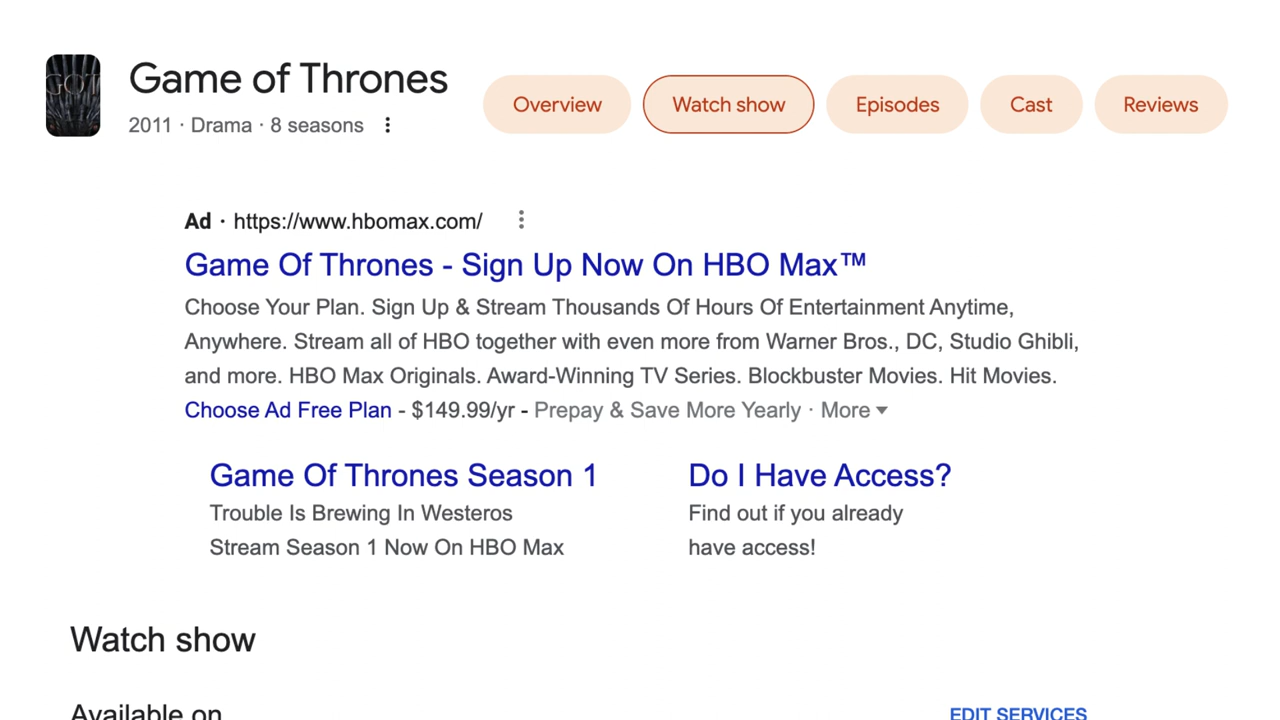 GOT
Game of Thrones
2011 · Drama · 8 seasons
Overview
Watch show
Episodes
Cast
Reviews
Ad · https://www.hbomax.com/
Game Of Thrones - Sign Up Now On HBO Max™
Choose Your Plan. Sign Up & Stream Thousands Of Hours Of Entertainment Anytime,
Anywhere. Stream all of HBO together with even more from Warner Bros., DC, Studio Ghibli,
and more. HBO Max Originals. Award-Winning TV Series. Blockbuster Movies. Hit Movies.
Choose Ad Free Plan - $149.99/yr - Prepay & Save More Yearly · More
Game Of Thrones Season 1
Trouble Is Brewing In Westeros
Stream Season 1 Now On HBO Max
Do I Have Access?
Find out if you already
have access!
Watch show
Available on
EDIT SERVICES